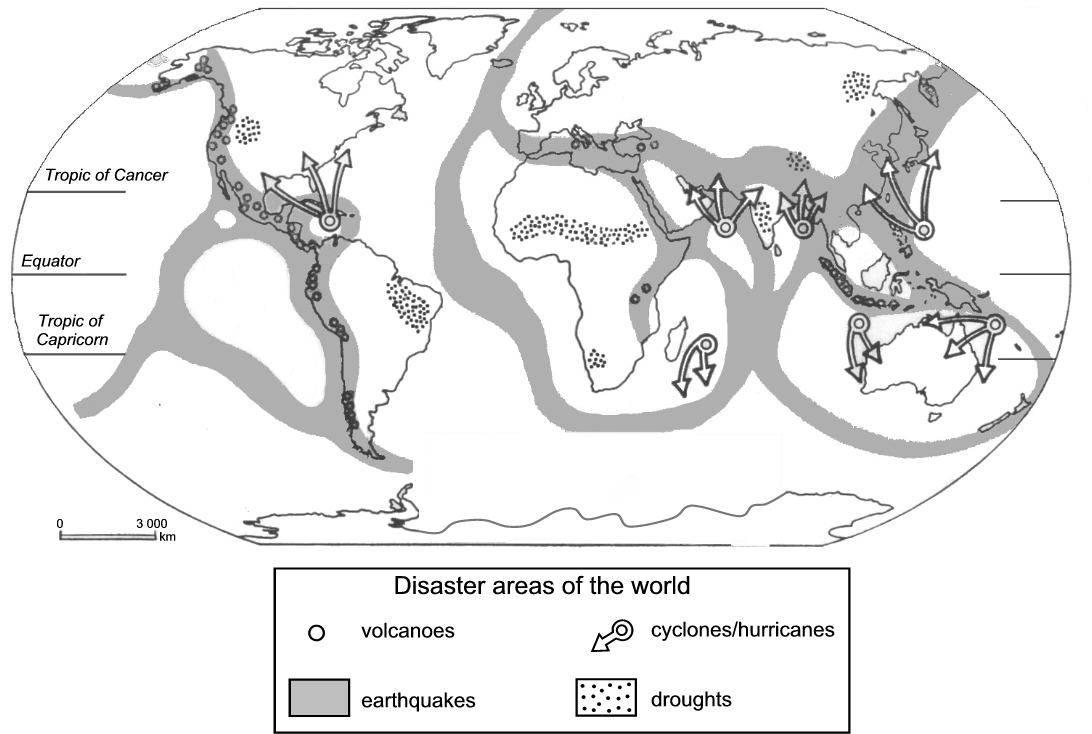 Tropic of Cancer
Equator
Tropic of
Capricorn
0 3 000
km
Disaster areas of the world
volcanoes
cyclones/hurricanes
earthquakes
droughts